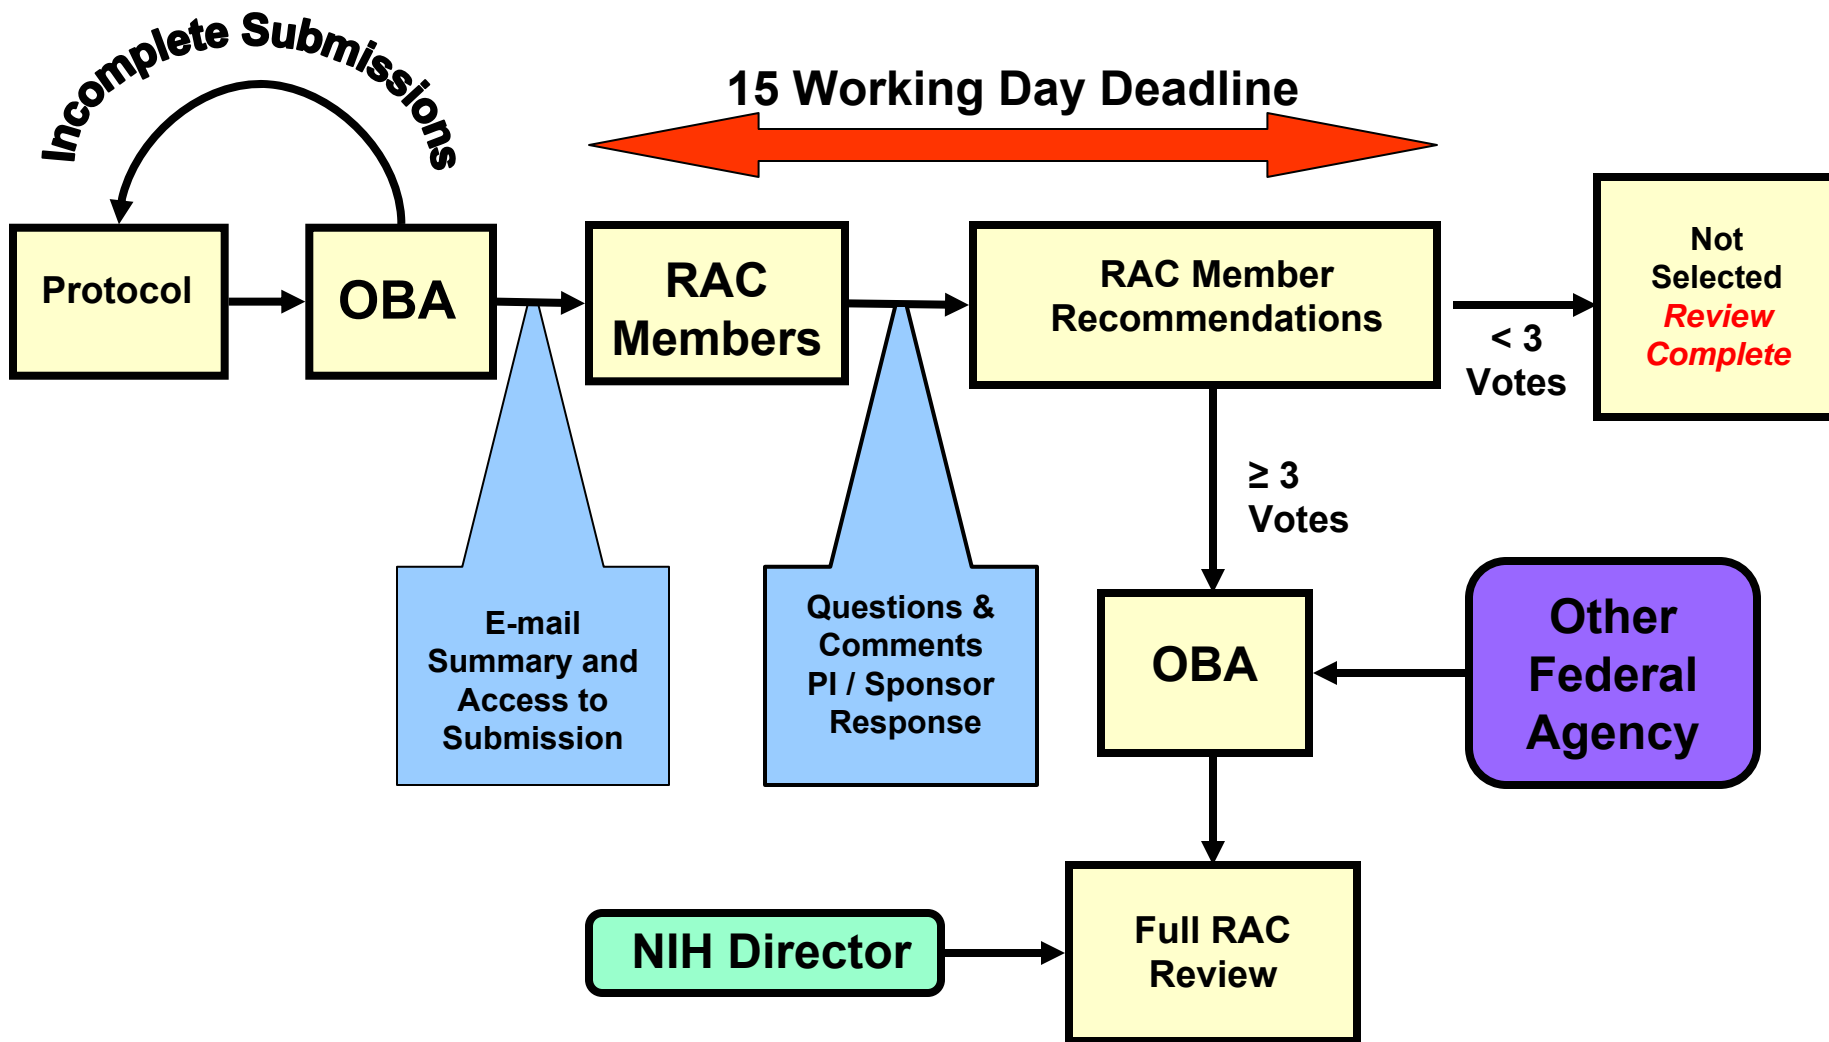 Incomplete Submissions
15 Working Day Deadline
Protocol
OBA
RAC
Members
RAC Member
Recommendations
Not
Selected
Review
Complete
< 3
Votes
≥ 3
Votes
E-mail
Summary and
Access to
Submission
Questions &
Comments
PI / Sponsor
Response
OBA
Other
Federal
Agency
NIH Director
Full RAC
Review